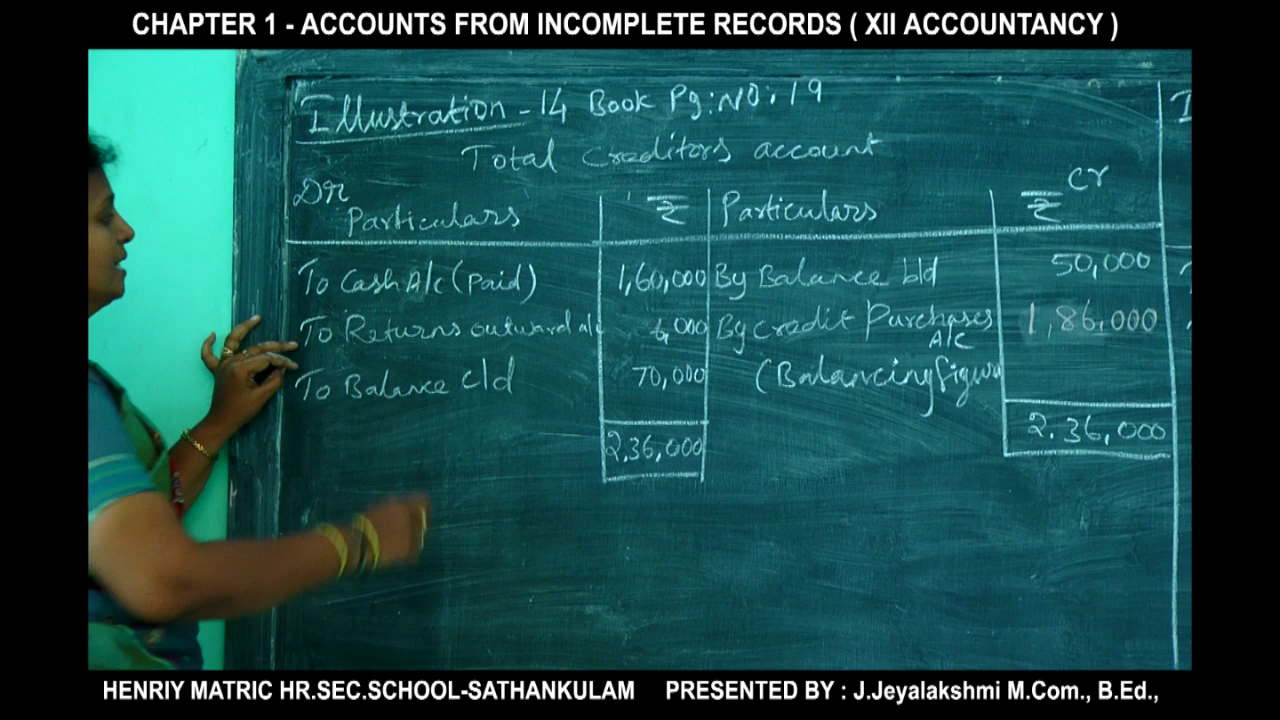 CHAPTER 1 - ACCOUNTS FROM INCOMPLETE RECORDS ( XII ACCOUNTANCY )
Illustration - 14 Book Pg: NO: 19
Total Creditors account
Dr Cr
Particulars ₹ Particulars ₹
To Cash A/c (Paid) 1,60,000 By Balance b/d 50,000
To Returns outward a/c 6,000 By credit Purchases 1,86,000
A/C
To Balance c/d 70,000 (Balancing figure
2,36,000 2,36,000
HENRIY MATRIC HR.SEC.SCHOOL-SATHANKULAM PRESENTED BY : J.Jeyalakshmi M.Com., B.Ed.,